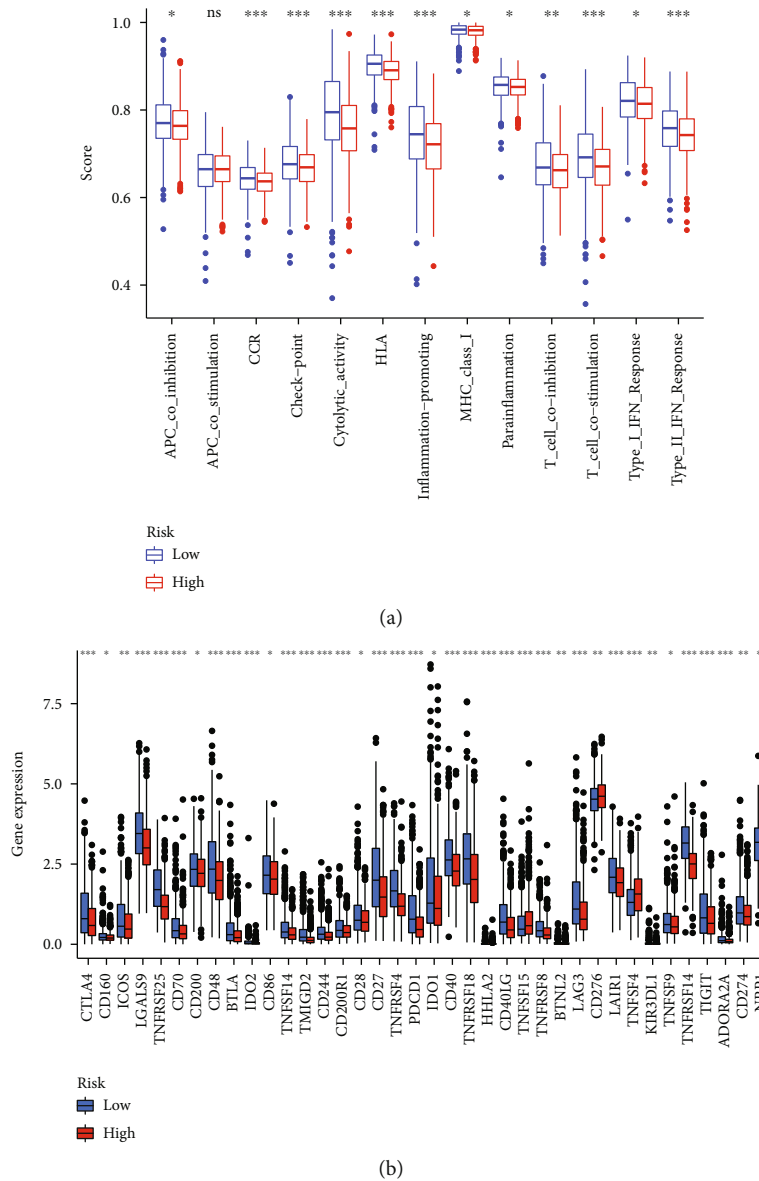 * ns *** *** *** *** *** * * ** *** * ***
Score
1.0
0.8
0.6
0.4
APC_co_inhibition
APC_co_stimulation
CCR
Check-point
Cytolytic_activity
HLA
Inflammation-promoting
MHC_class_I
Parainflammation
T_cell_co-inhibition
T_cell_co-stimulation
Type_I_IFN_Response
Type_II_IFN_Response
Risk
Low
High
(a)
*** * ** *** *** *** * *** *** *** * *** *** *** *** * *** *** *** * *** *** *** *** *** *** ** *** ** *** *** ** * *** *** *** **
Gene expression
7.5
5.0
2.5
0.0
CTLA4
CD160
ICOS
LGALS9
TNFRSF25
CD70
CD200
CD48
BTLA
IDO2
CD86
TNFSF14
TMIGD2
CD244
CD200R1
CD28
CD27
TNFRSF4
PDCD1
IDO1
CD40
TNFRSF18
HHLA2
CD40LG
TNFSF15
TNFRSF8
BTNL2
LAG3
CD276
LAIR1
TNFSF4
KIR3DL1
TNFSF9
TNFRSF14
TIGIT
ADORA2A
CD274
Risk
Low
High
(b)